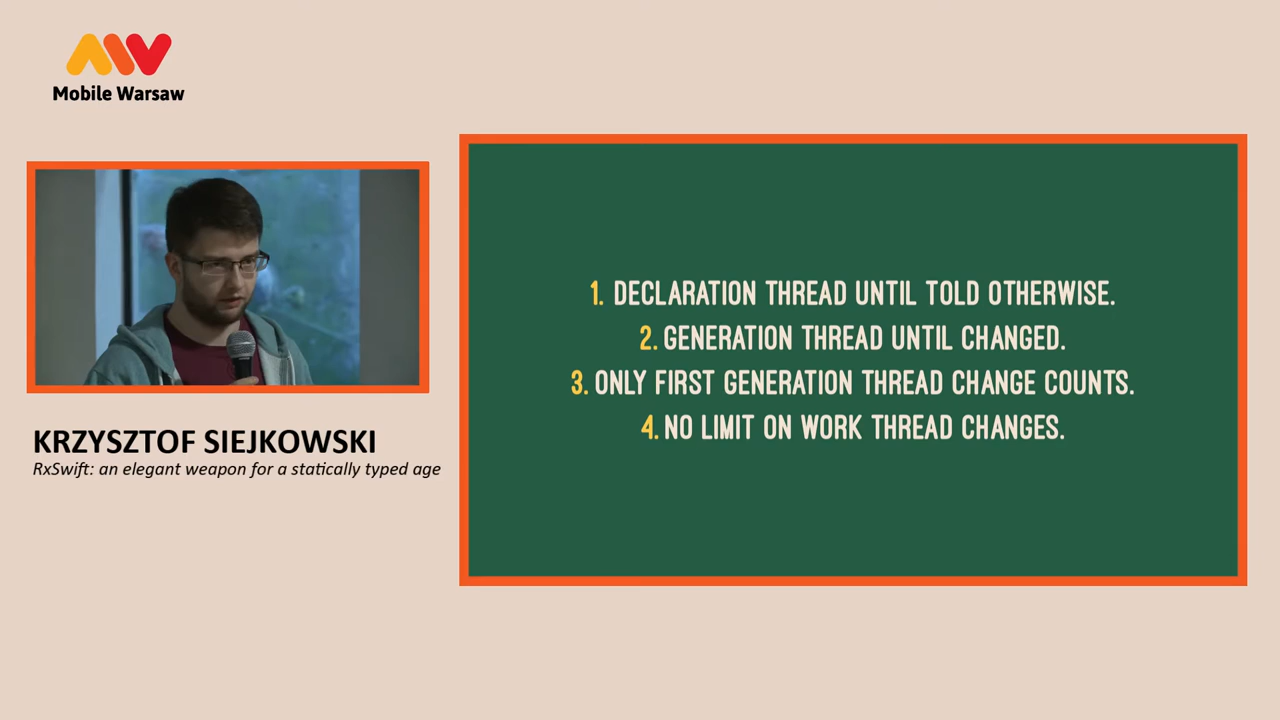 Mobile Warsaw
KRZYSZTOF SIEJKOWSKI
RxSwift: an elegant weapon for a statically typed age
1. DECLARATION THREAD UNTIL TOLD OTHERWISE.
2. GENERATION THREAD UNTIL CHANGED.
3. ONLY FIRST GENERATION THREAD CHANGE COUNTS.
4. NO LIMIT ON WORK THREAD CHANGES.